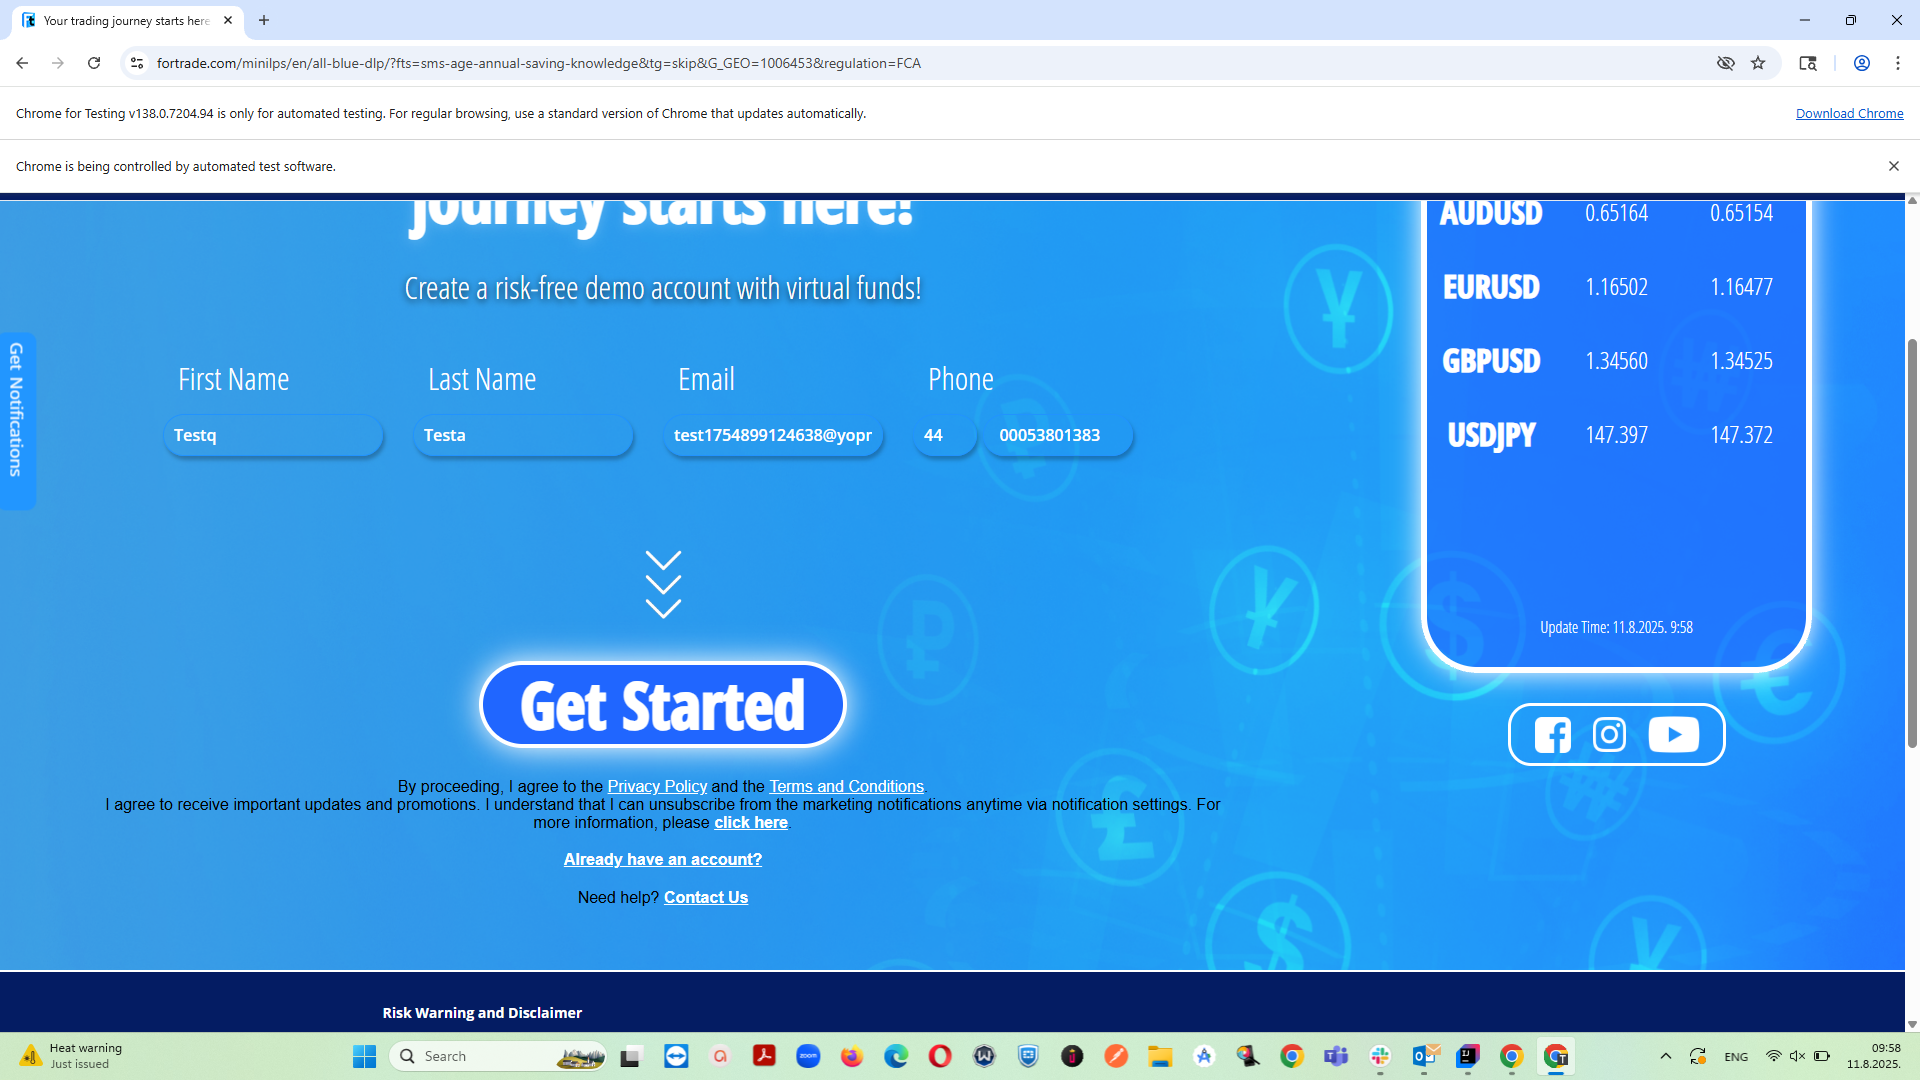 Your trading journey starts here
fortrade.com/minilps/en/all-blue-dlp/?fts=sms-age-annual-saving-knowledge&tg=skip&G_GEO=1006453&regulation=FCA
Chrome for Testing v138.0.7204.94 is only for automated testing. For regular browsing, use a standard version of Chrome that updates automatically.
Download Chrome
Chrome is being controlled by automated test software.
journey starts here!
Create a risk-free demo account with virtual funds!
Get Notifications
First Name
Last Name
Email
Phone
Testq
Testa
test1754899124638@yopr
44
00053801383
Get Started
By proceeding, I agree to the Privacy Policy and the Terms and Conditions.
I agree to receive important updates and promotions. I understand that I can unsubscribe from the marketing notifications anytime via notification settings. For
more information, please click here.
Already have an account?
Need help? Contact Us
AUDUSD 0.65164 0.65154
EURUSD 1.16502 1.16477
GBPUSD 1.34560 1.34525
USDJPY 147.397 147.372
Update Time: 11.8.2025. 9:58
Risk Warning and Disclaimer
Heat warning
Just issued
Search
zoom
ENG
09:58
11.8.2025.